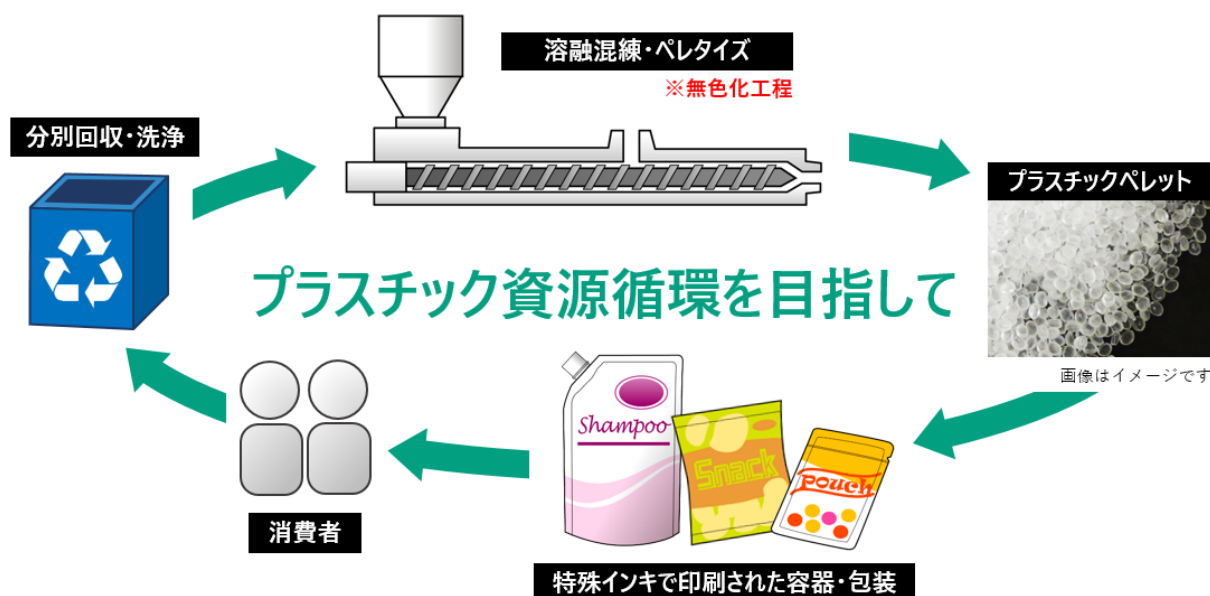 溶融混練・ペレタイズ
※無色化工程
分別回収・洗浄
プラスチックペレット
プラスチック資源循環を目指して
画像はイメージです
Shampoo
Snack
pouch
消費者
特殊インキで印刷された容器・包装